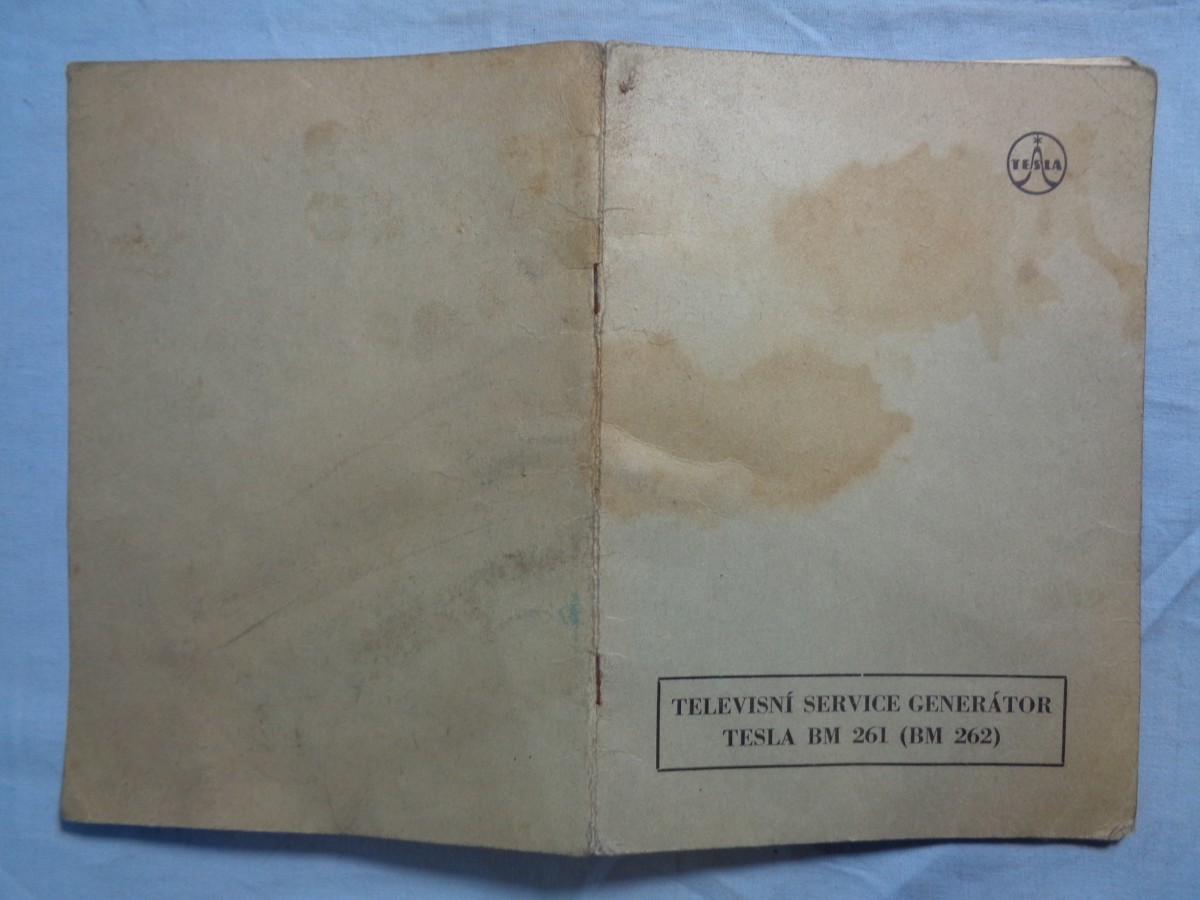 TESLA
TELEVISNÍ SERVICE GENERÁTOR
TESLA BM 261 (BM 262)